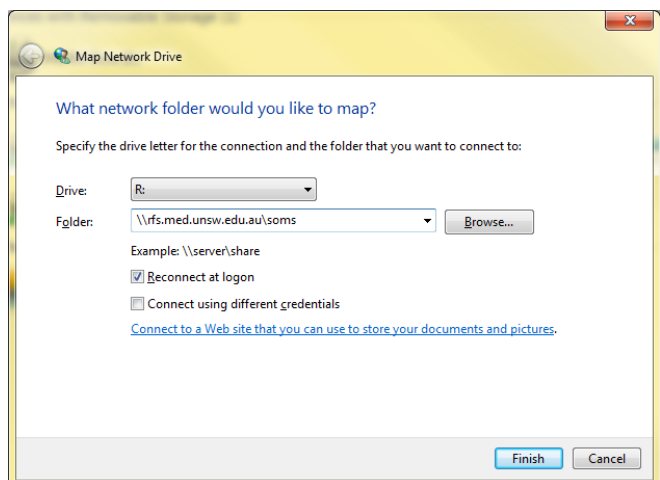 Map Network Drive
What network folder would you like to map?
Specify the drive letter for the connection and the folder that you want to connect to:
Drive: R:
Folder: \\rfs.med.unsw.edu.au\soms Browse...
Example: \\server\share
Reconnect at logon
Connect using different credentials
Connect to a Web site that you can use to store your documents and pictures.
Finish Cancel